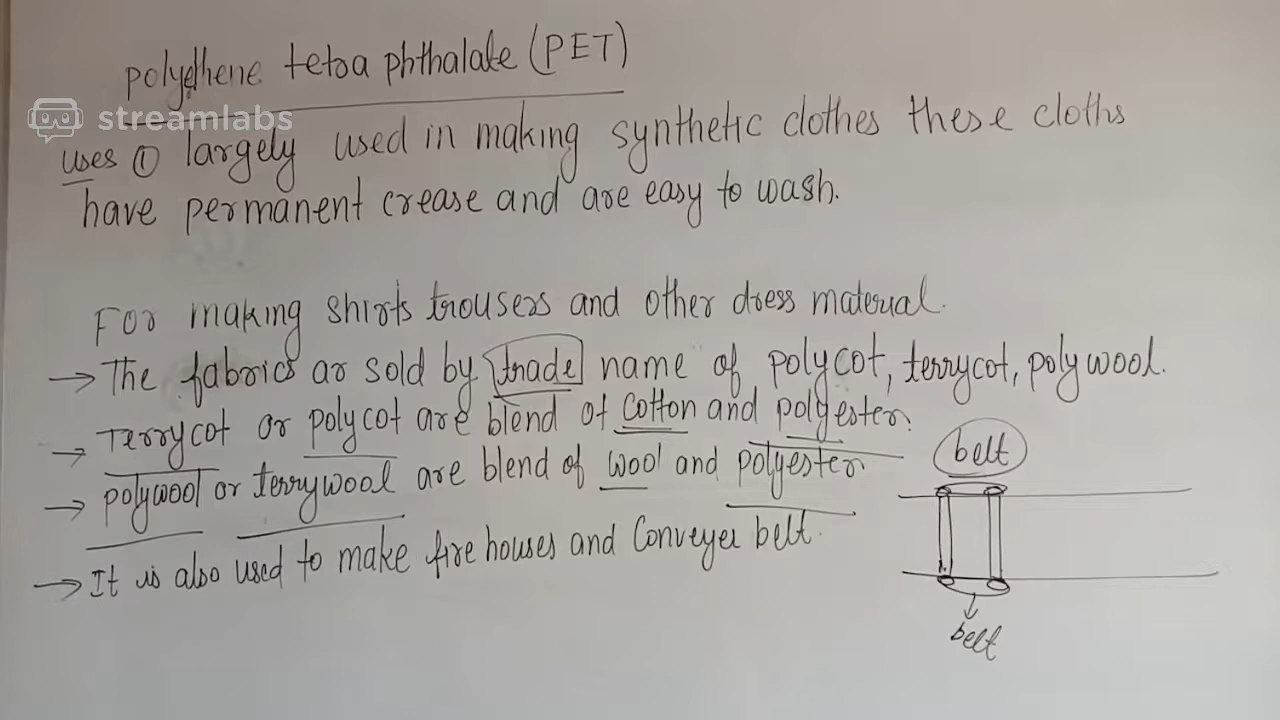 polyethene tetra phthalate (PET)
streamlabs
uses ① largely used in making synthetic clothes these cloths
have permanent crease and are easy to wash.
For making shirts trousers and other dress material.
→ The fabrics ar sold by trade name of polycot, terrycot, polywool.
→ Terrycot or polycot are blend of cotton and polyester.
→ polywool or terrywool are blend of wool and polyester
→ It is also used to make fire houses and Conveyer belt.
belt
belt